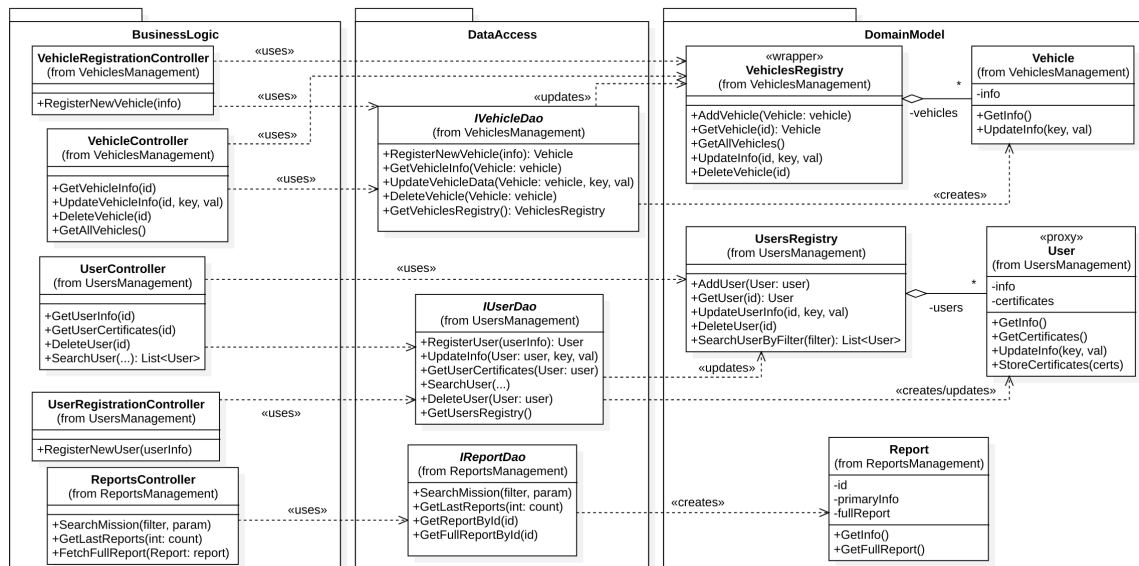 BusinessLogic
VehicleRegistrationController
(from VehiclesManagement)
+RegisterNewVehicle(info)
VehicleController
(from VehiclesManagement)
+GetVehicleInfo(id)
+UpdateVehicleInfo(id, key, val)
+DeleteVehicle(id)
+GetAllVehicles()
UserController
(from UsersManagement)
+GetUserInfo(id)
+GetUserCertificates(id)
+DeleteUser(id)
+SearchUser(...): List<User>
UserRegistrationController
(from UsersManagement)
+RegisterNewUser(userInfo)
ReportsController
(from ReportsManagement)
+SearchMission(filter, param)
+GetLastReports(int: count)
+FetchFullReport(Report: report)
«uses»
«uses»
«uses»
«uses»
«uses»
«uses»
«uses»
DataAccess
IVehicleDao
(from VehiclesManagement)
+RegisterNewVehicle(info): Vehicle
+GetVehicleInfo(Vehicle: vehicle)
+UpdateVehicleData(Vehicle: vehicle, key, val)
+DeleteVehicle(Vehicle: vehicle)
+GetVehiclesRegistry(): VehiclesRegistry
IUserDao
(from UsersManagement)
+RegisterUser(userInfo): User
+UpdateInfo(User: user, key, val)
+GetUserCertificates(User: user)
+SearchUser(...)
+DeleteUser(User: user)
+GetUsersRegistry()
IReportDao
(from ReportsManagement)
+SearchMission(filter, param)
+GetLastReports(int: count)
+GetReportById(id)
+GetFullReportById(id)
«updates»
«creates»
«updates»
«creates/updates»
«creates»
DomainModel
«wrapper»
VehiclesRegistry
(from VehiclesManagement)
+AddVehicle(Vehicle: vehicle)
+GetVehicle(id): Vehicle
+GetAllVehicles()
+UpdateInfo(id, key, val)
+DeleteVehicle(id)
*
-vehicles
Vehicle
(from VehiclesManagement)
-info
+GetInfo()
+UpdateInfo(key, val)
UsersRegistry
(from UsersManagement)
+AddUser(User: user)
+GetUser(id): User
+UpdateUserInfo(id, key, val)
+DeleteUser(id)
+SearchUserByFilter(filter): List<User>
*
-users
«proxy»
User
(from UsersManagement)
-info
-certificates
+GetInfo()
+GetCertificates()
+UpdateInfo(key, val)
+StoreCertificates(certs)
Report
(from ReportsManagement)
-id
-primaryInfo
-fullReport
+GetInfo()
+GetFullReport()